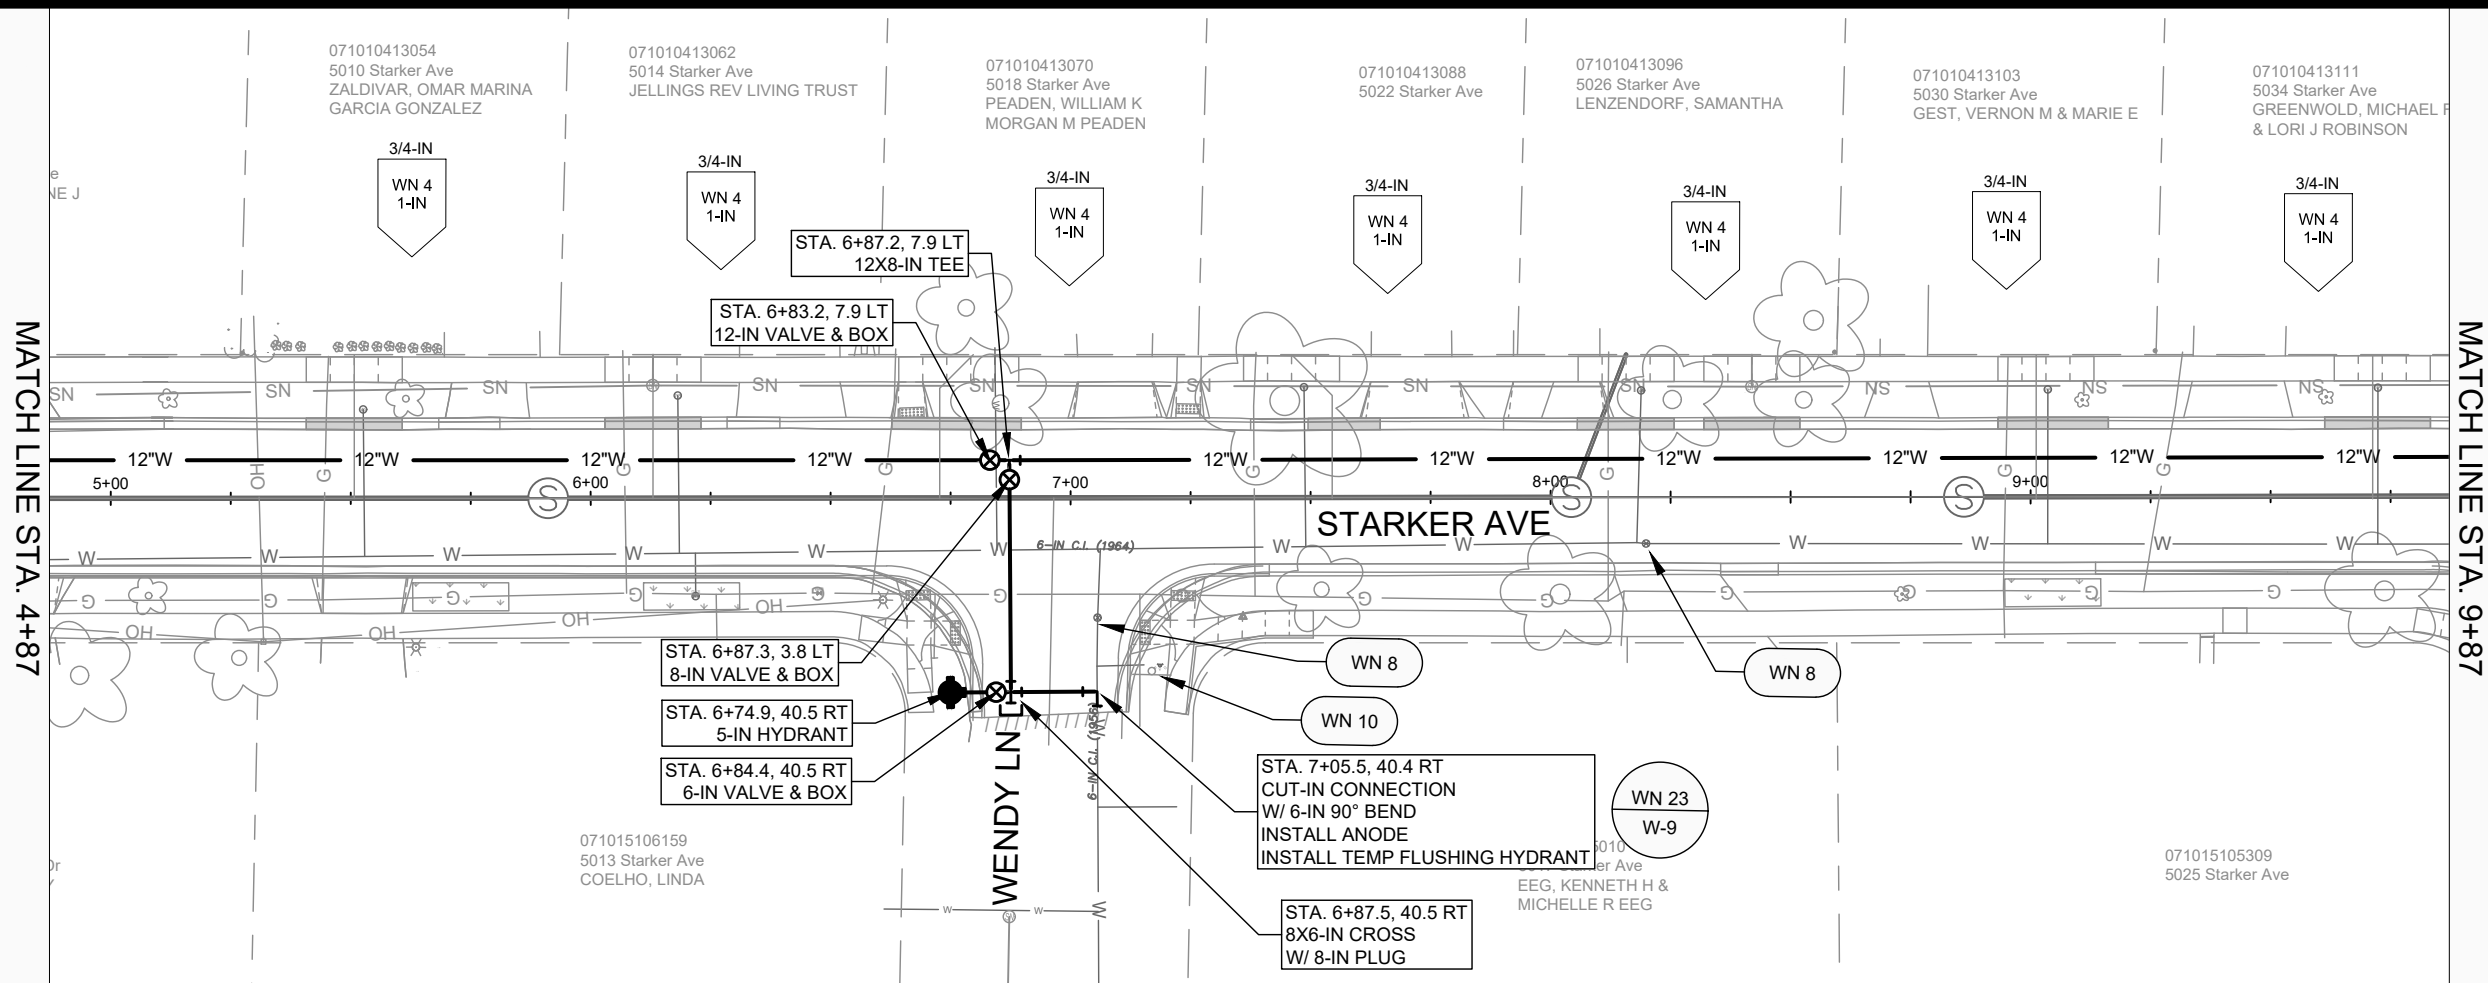 071010413054
5010 Starker Ave
ZALDIVAR, OMAR MARINA
GARCIA GONZALEZ
071010413062
5014 Starker Ave
JELLINGS REV LIVING TRUST
071010413070
5018 Starker Ave
PEADEN, WILLIAM K
MORGAN M PEADEN
071010413088
5022 Starker Ave
071010413096
5026 Starker Ave
LENZENDORF, SAMANTHA
071010413103
5030 Starker Ave
GEST, VERNON M & MARIE E
071010413111
5034 Starker Ave
GREENWOLD, MICHAEL
& LORI J ROBINSON
NE J
3/4-IN
WN 4
1-IN
3/4-IN
WN 4
1-IN
3/4-IN
WN 4
1-IN
3/4-IN
WN 4
1-IN
3/4-IN
WN 4
1-IN
3/4-IN
WN 4
1-IN
3/4-IN
WN 4
1-IN
STA. 6+87.2, 7.9 LT
12X8-IN TEE
STA. 6+83.2, 7.9 LT
12-IN VALVE & BOX
MATCH LINE STA. 4+87
MATCH LINE STA. 9+87
SN SN SN SN SN SN SN SN NS NS NS
12"W 12"W 12"W 12"W 12"W 12"W 12"W 12"W 12"W 12"W
OH G G G G G G G
5+00 6+00 7+00 8+00 9+00
S S S
STARKER AVE
6-IN C.I. (1964)
W W W W W W W W W W W W
G G G G G G G G G G G
OH OH OH OH
STA. 6+87.3, 3.8 LT
8-IN VALVE & BOX
STA. 6+74.9, 40.5 RT
5-IN HYDRANT
STA. 6+84.4, 40.5 RT
6-IN VALVE & BOX
WN 8
WN 10
WN 8
WENDY LN
6-IN C.I. (1956)
W
W
STA. 7+05.5, 40.4 RT
CUT-IN CONNECTION
W/ 6-IN 90° BEND
INSTALL ANODE
INSTALL TEMP FLUSHING HYDRANT
WN 23
W-9
071015106159
5013 Starker Ave
COELHO, LINDA
5010
EEG, KENNETH H &
MICHELLE R EEG
071015105309
5025 Starker Ave
W W
STA. 6+87.5, 40.5 RT
8X6-IN CROSS
W/ 8-IN PLUG